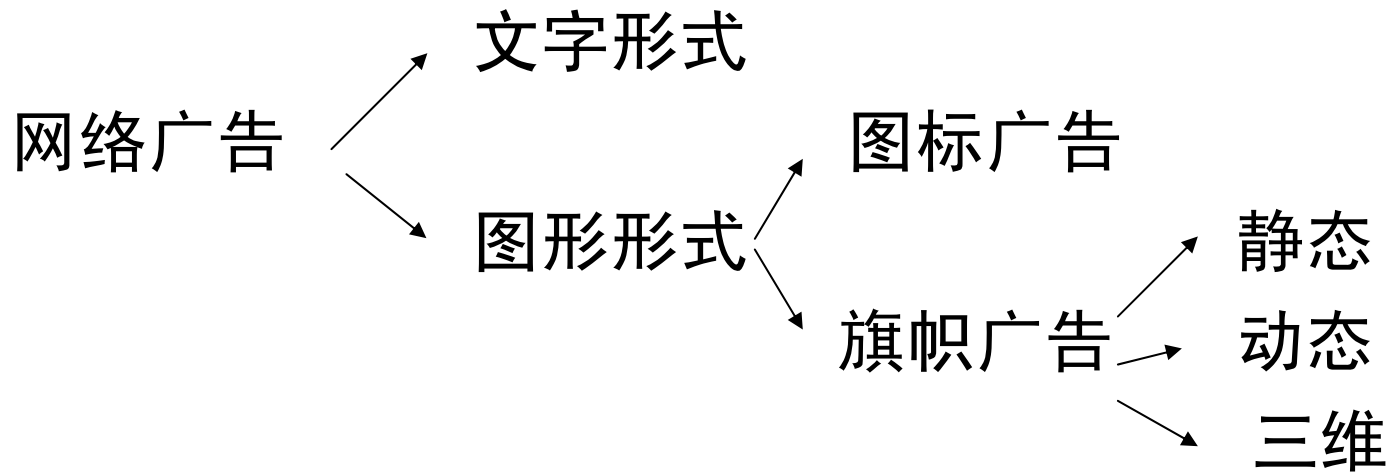 文字形式
网络广告
图标广告
图形形式
静态
旗帜广告
动态
三维